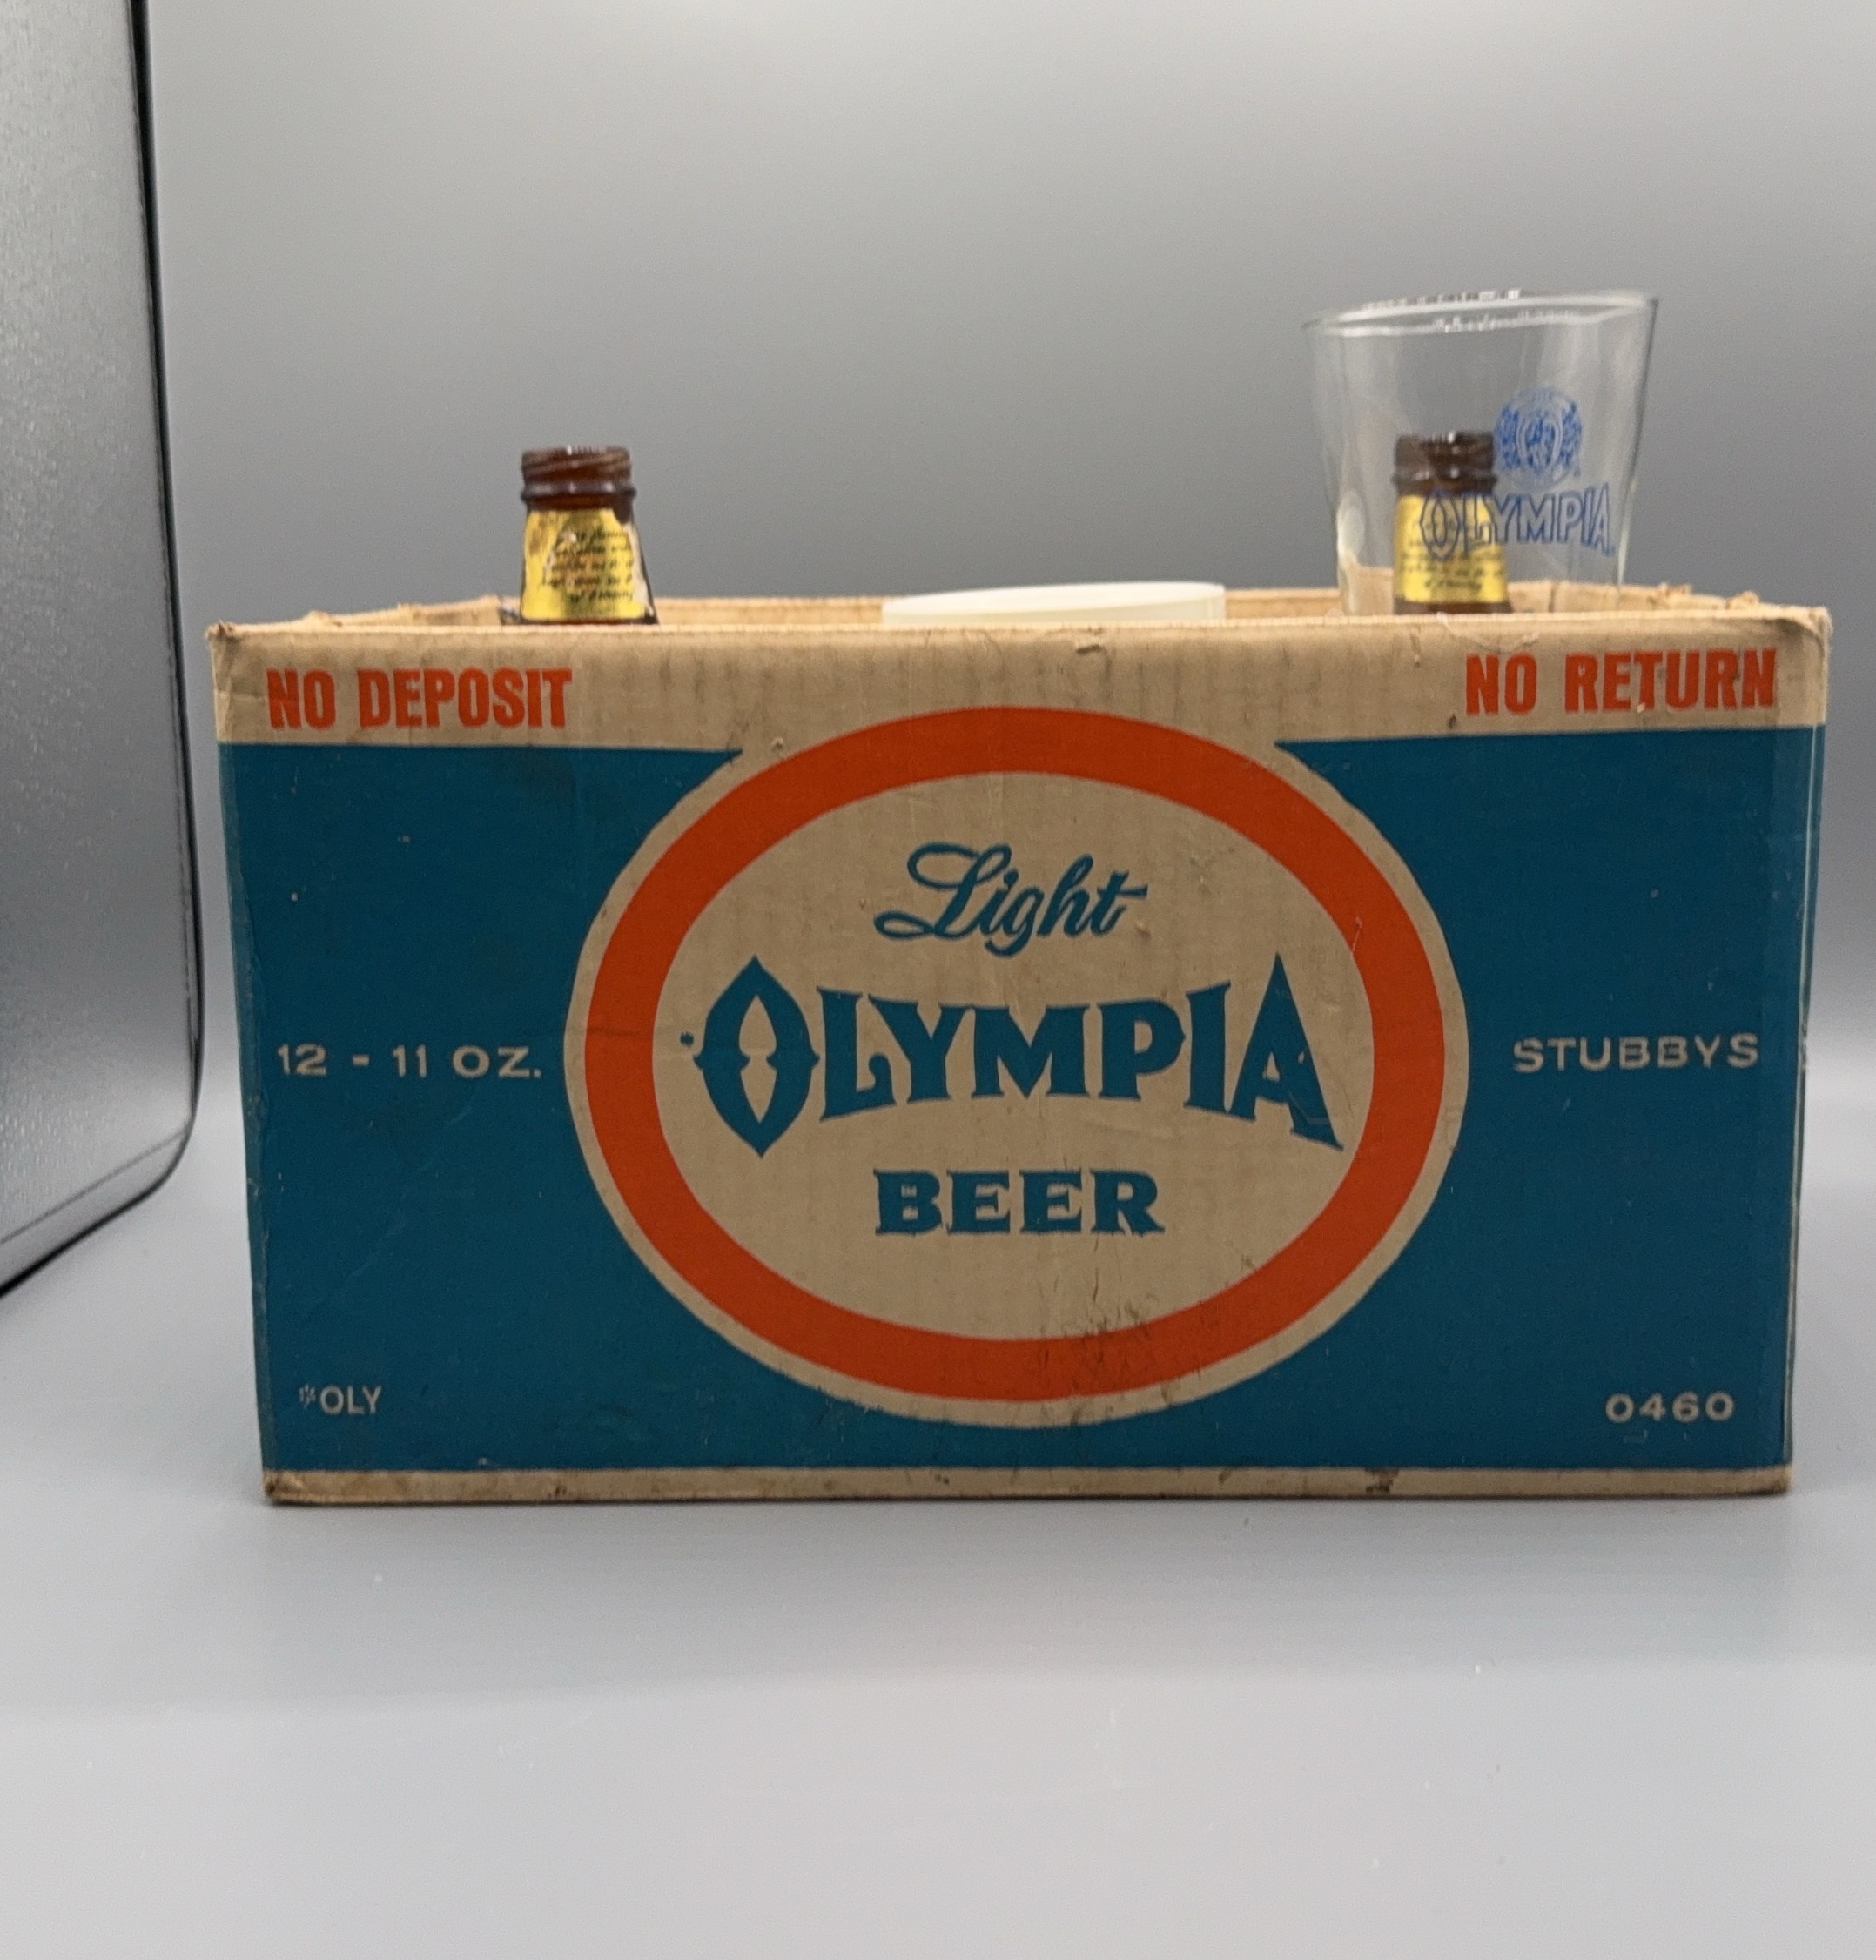 OLYMPIA
NO DEPOSIT
NO RETURN
Light
OLYMPIA
BEER
12 - 11 OZ.
STUBBYS
*OLY
0460